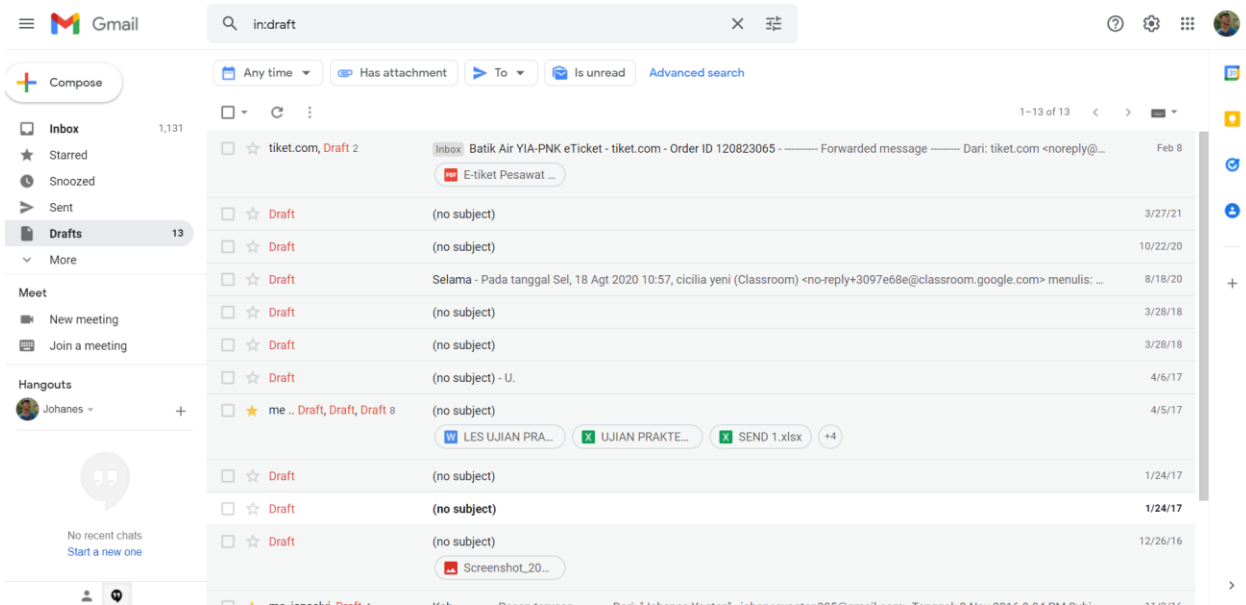 Gmail
in:draft
Compose
Any time Has attachment To Is unread Advanced search
1–13 of 13
Inbox 1,131
Starred
Snoozed
Sent
Drafts 13
More
Meet
New meeting
Join a meeting
Hangouts
Johanes
No recent chats
Start a new one
tiket.com, Draft 2 Inbox Batik Air YIA-PNK eTicket - tiket.com - Order ID 120823065 - ---------- Forwarded message --------- Dari: tiket.com <noreply@... Feb 8
PDF E-tiket Pesawat ...
Draft (no subject) 3/27/21
Draft (no subject) 10/22/20
Draft Selama - Pada tanggal Sel, 18 Agt 2020 10:57, cicilia yeni (Classroom) <no-reply+3097e68e@classroom.google.com> menulis: ... 8/18/20
Draft (no subject) 3/28/18
Draft (no subject) 3/28/18
Draft (no subject) - U. 4/6/17
me .. Draft, Draft, Draft 8 (no subject) 4/5/17
W LES UJIAN PRA... X UJIAN PRAKTE... X SEND 1.xlsx +4
Draft (no subject) 1/24/17
Draft (no subject) 1/24/17
Draft (no subject) 12/26/16
Screenshot_20...
31